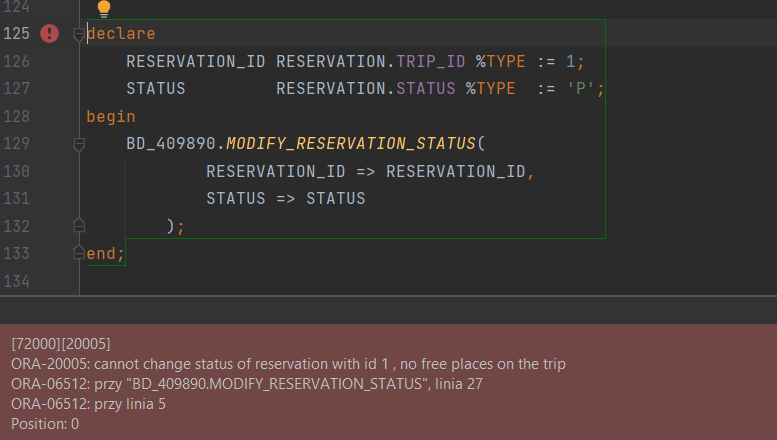 124
125 declare
126 RESERVATION_ID RESERVATION.TRIP_ID %TYPE := 1;
127 STATUS RESERVATION.STATUS %TYPE := 'P';
128 begin
129 BD_409890.MODIFY_RESERVATION_STATUS(
130 RESERVATION_ID => RESERVATION_ID,
131 STATUS => STATUS
132 );
133 end;
134
[72000][20005]
ORA-20005: cannot change status of reservation with id 1 , no free places on the trip
ORA-06512: przy "BD_409890.MODIFY_RESERVATION_STATUS", linia 27
ORA-06512: przy linia 5
Position: 0